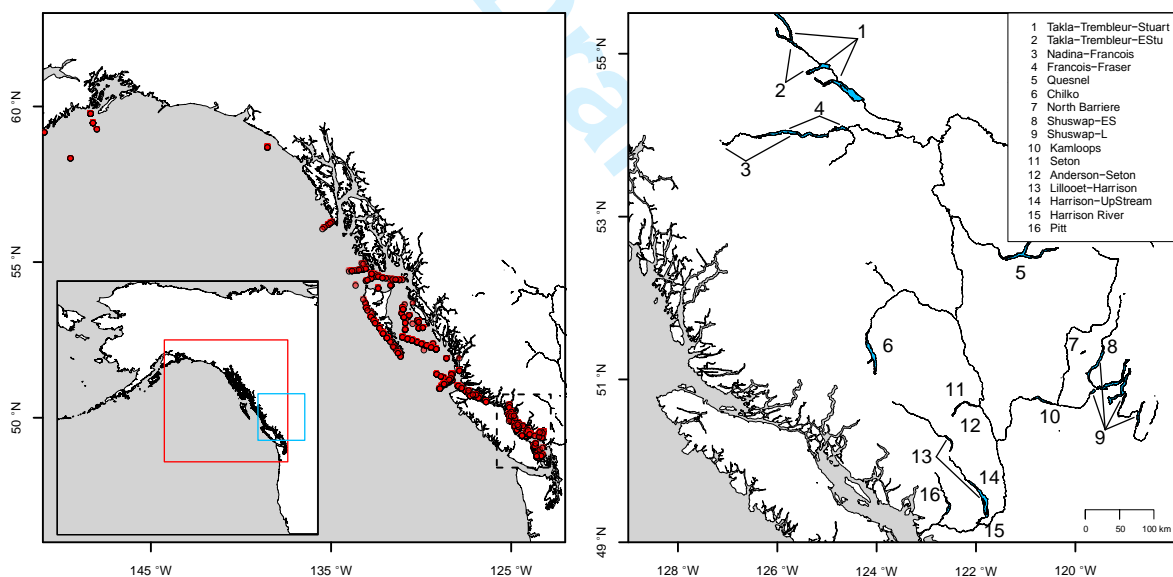 60 °N
55 °N
50 °N
145 °W
135 °W
125 °W
55 °N
53 °N
51 °N
49 °N
128 °W
126 °W
124 °W
122 °W
120 °W
1 Takla−Trembleur−Stuart
2 Takla−Trembleur−EStu
3 Nadina−Francois
4 Francois−Fraser
5 Quesnel
6 Chilko
7 North Barriere
8 Shuswap−ES
9 Shuswap−L
10 Kamloops
11 Seton
12 Anderson−Seton
13 Lillooet−Harrison
14 Harrison−UpStream
15 Harrison River
16 Pitt
1
2
4
3
5
6
7
8
11
10
12
9
13
14
16
15
0 50 100 km